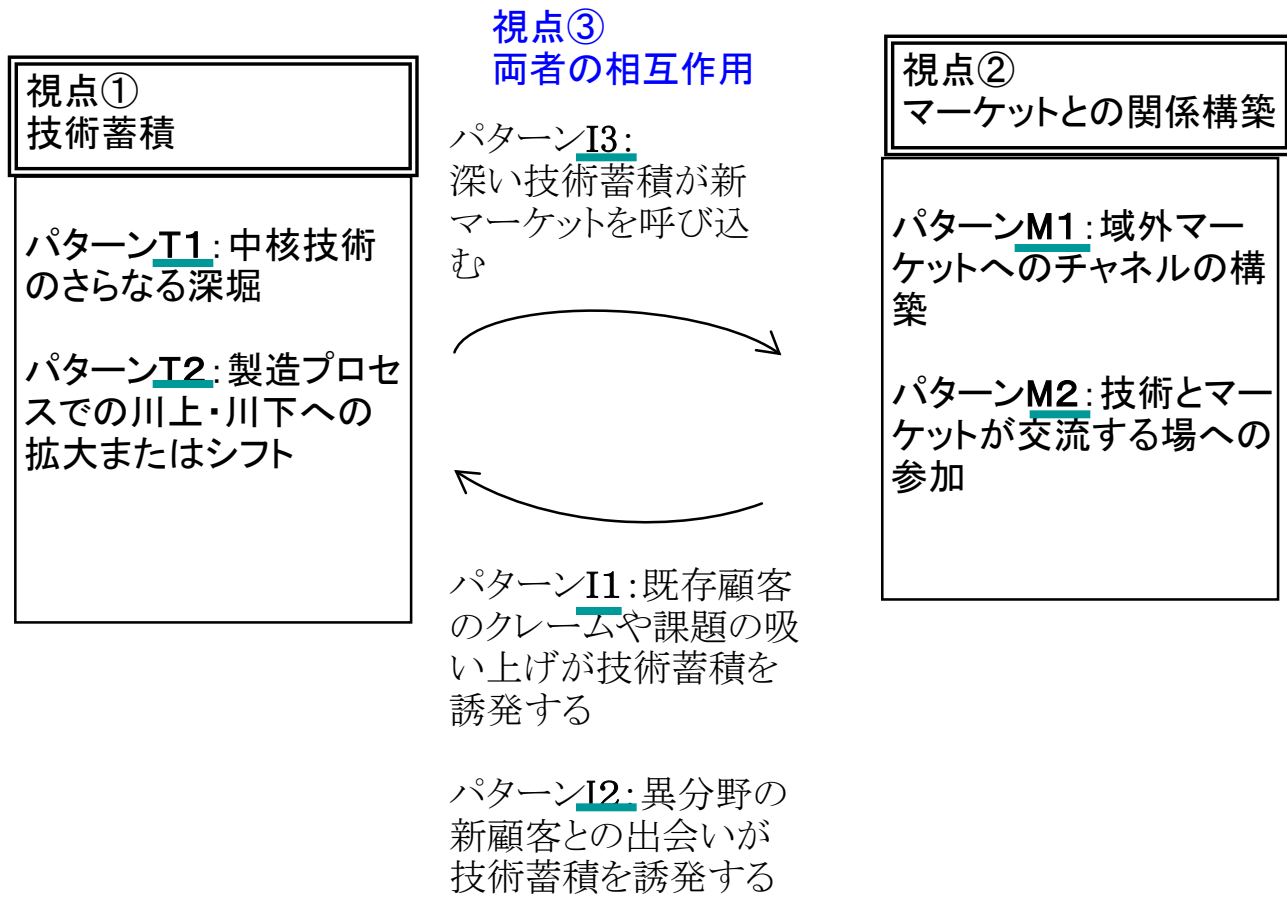 視点①
技術蓄積
パターンT1:中核技術
のさらなる深堀
パターンT2:製造プロセ
スでの川上・川下への
拡大またはシフト
視点③
両者の相互作用
パターンI3:
深い技術蓄積が新
マーケットを呼び込
む
パターンI1:既存顧客
のクレームや課題の吸
い上げが技術蓄積を
誘発する
パターンI2:異分野の
新顧客との出会いが
技術蓄積を誘発する
視点②
マーケットとの関係構築
パターンM1:域外マー
ケットへのチャネルの構
築
パターンM2:技術とマー
ケットが交流する場への
参加